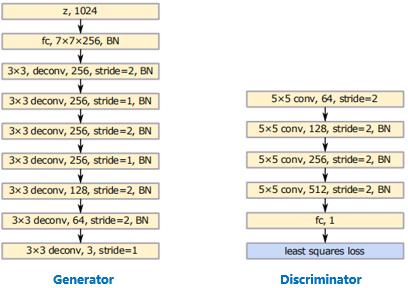 z, 1024
fc, 7×7×256, BN
3×3, deconv, 256, stride=2, BN
3×3 deconv, 256, stride=1, BN
3×3 deconv, 256, stride=2, BN
3×3 deconv, 256, stride=1, BN
3×3 deconv, 128, stride=2, BN
3×3 deconv, 64, stride=2, BN
3×3 deconv, 3, stride=1
Generator
5×5 conv, 64, stride=2
5×5 conv, 128, stride=2, BN
5×5 conv, 256, stride=2, BN
5×5 conv, 512, stride=2, BN
fc, 1
least squares loss
Discriminator